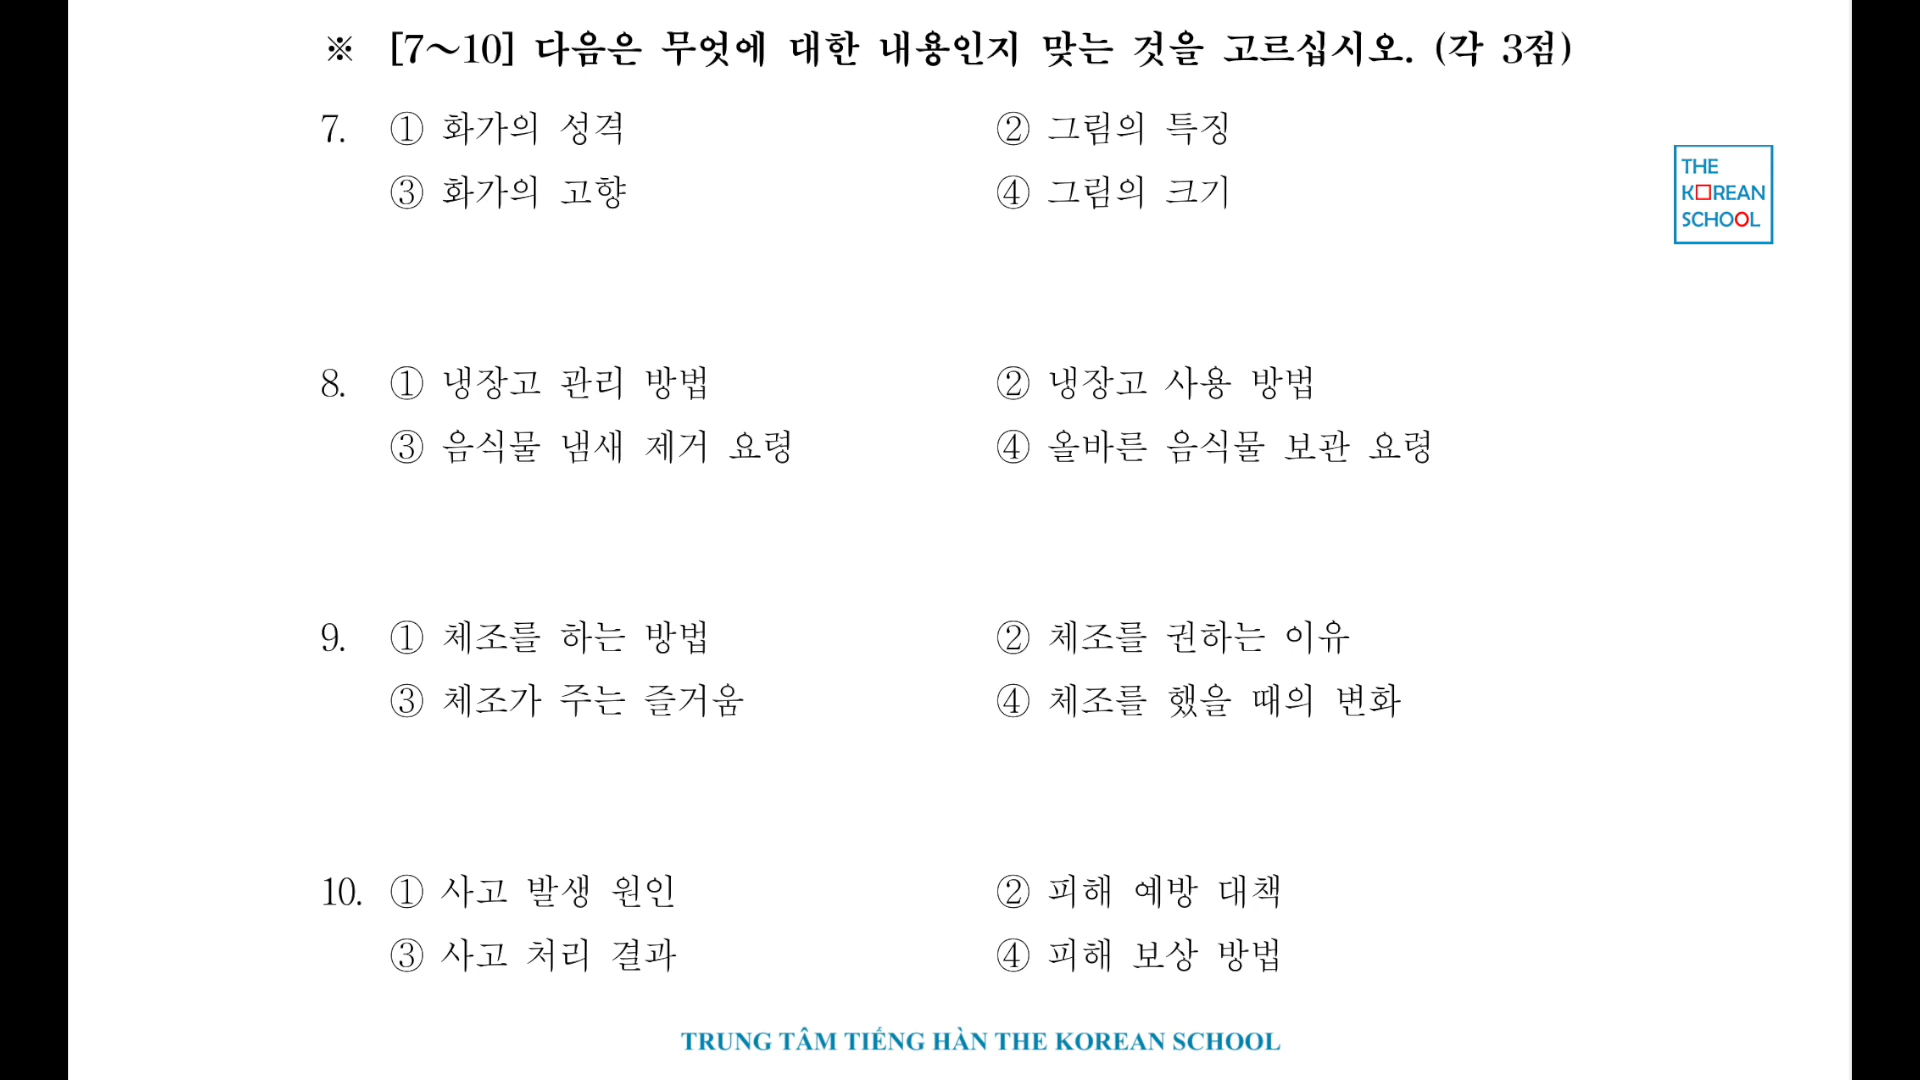 ※ [7～10] 다음은 무엇에 대한 내용인지 맞는 것을 고르십시오. (각 3점)
7. ① 화가의 성격 ② 그림의 특징
③ 화가의 고향 ④ 그림의 크기
THE
KOREAN
SCHOOL
8. ① 냉장고 관리 방법 ② 냉장고 사용 방법
③ 음식물 냄새 제거 요령 ④ 올바른 음식물 보관 요령
9. ① 체조를 하는 방법 ② 체조를 권하는 이유
③ 체조가 주는 즐거움 ④ 체조를 했을 때의 변화
10. ① 사고 발생 원인 ② 피해 예방 대책
③ 사고 처리 결과 ④ 피해 보상 방법
TRUNG TÂM TIẾNG HÀN THE KOREAN SCHOOL